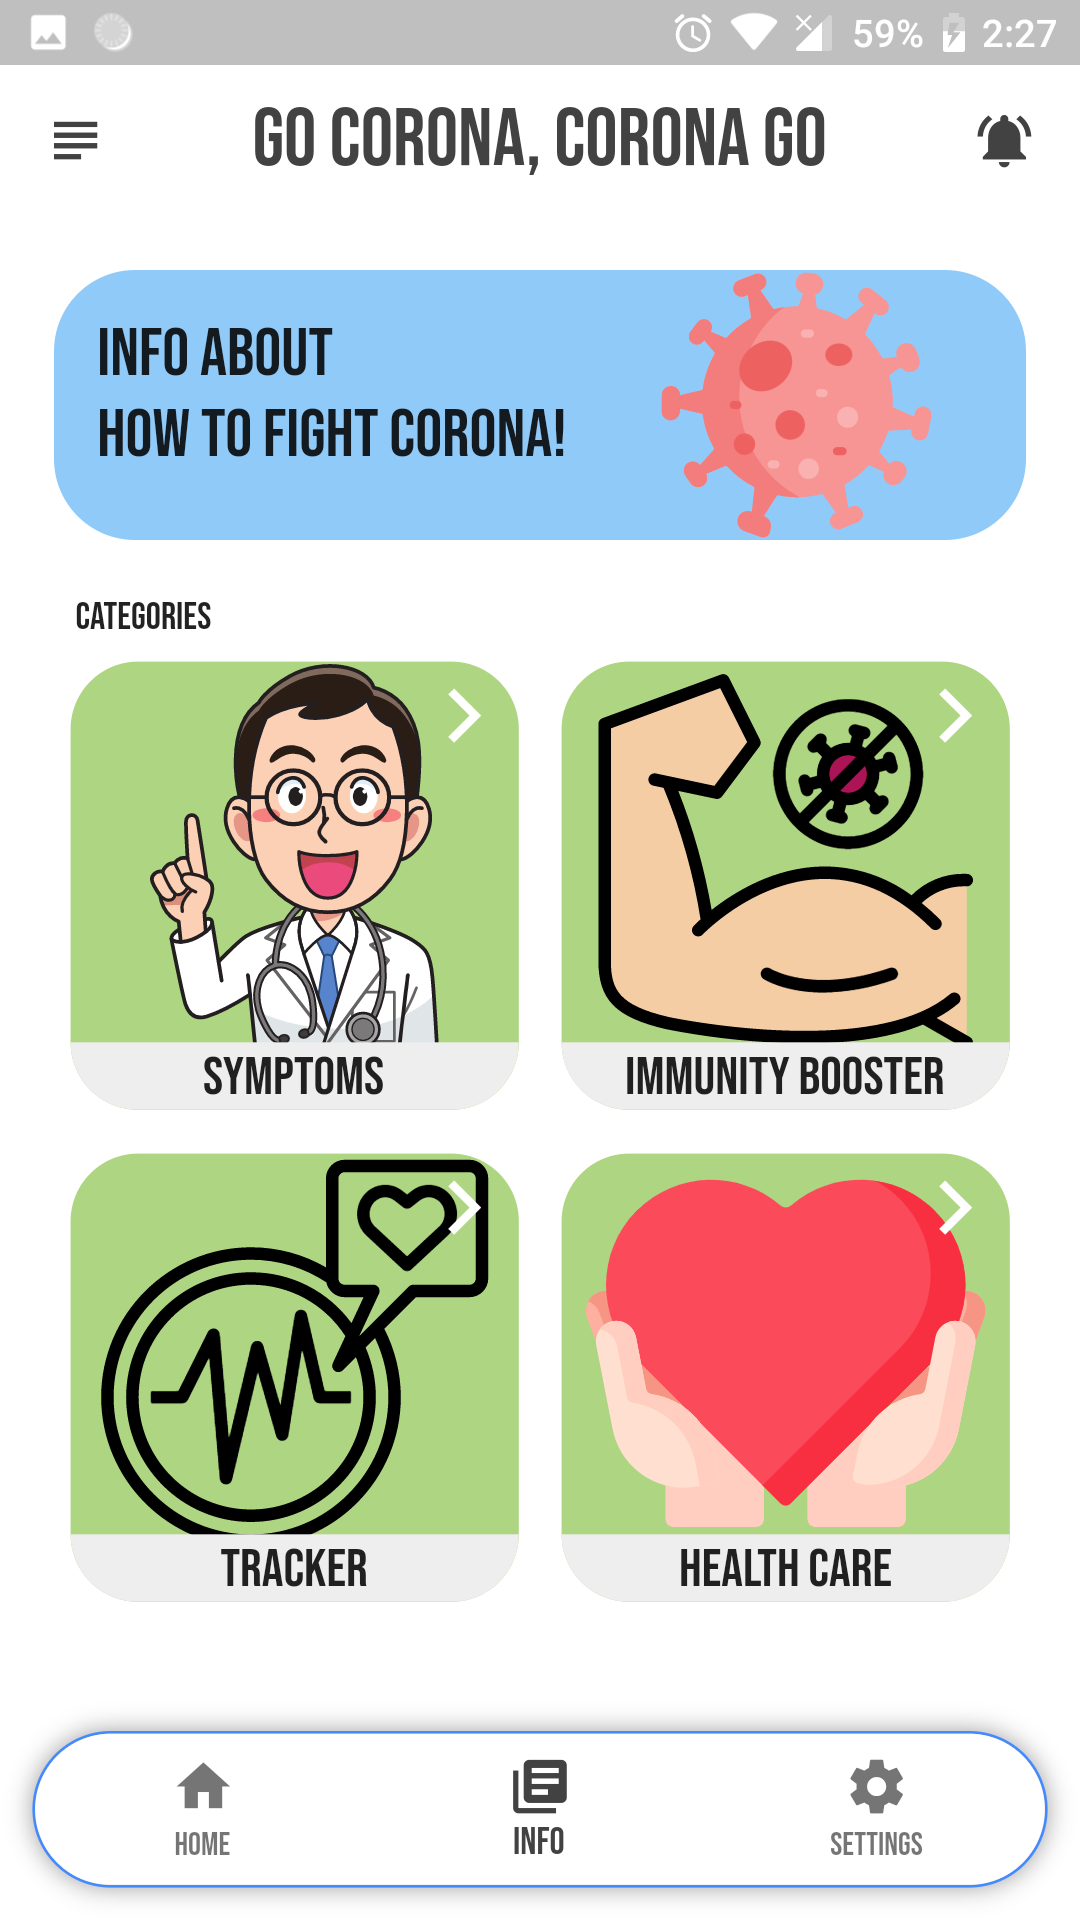 59% 2:27
GO CORONA, CORONA GO
INFO ABOUT
HOW TO FIGHT CORONA!
CATEGORIES
SYMPTOMS
IMMUNITY BOOSTER
TRACKER
HEALTH CARE
HOME
INFO
SETTINGS